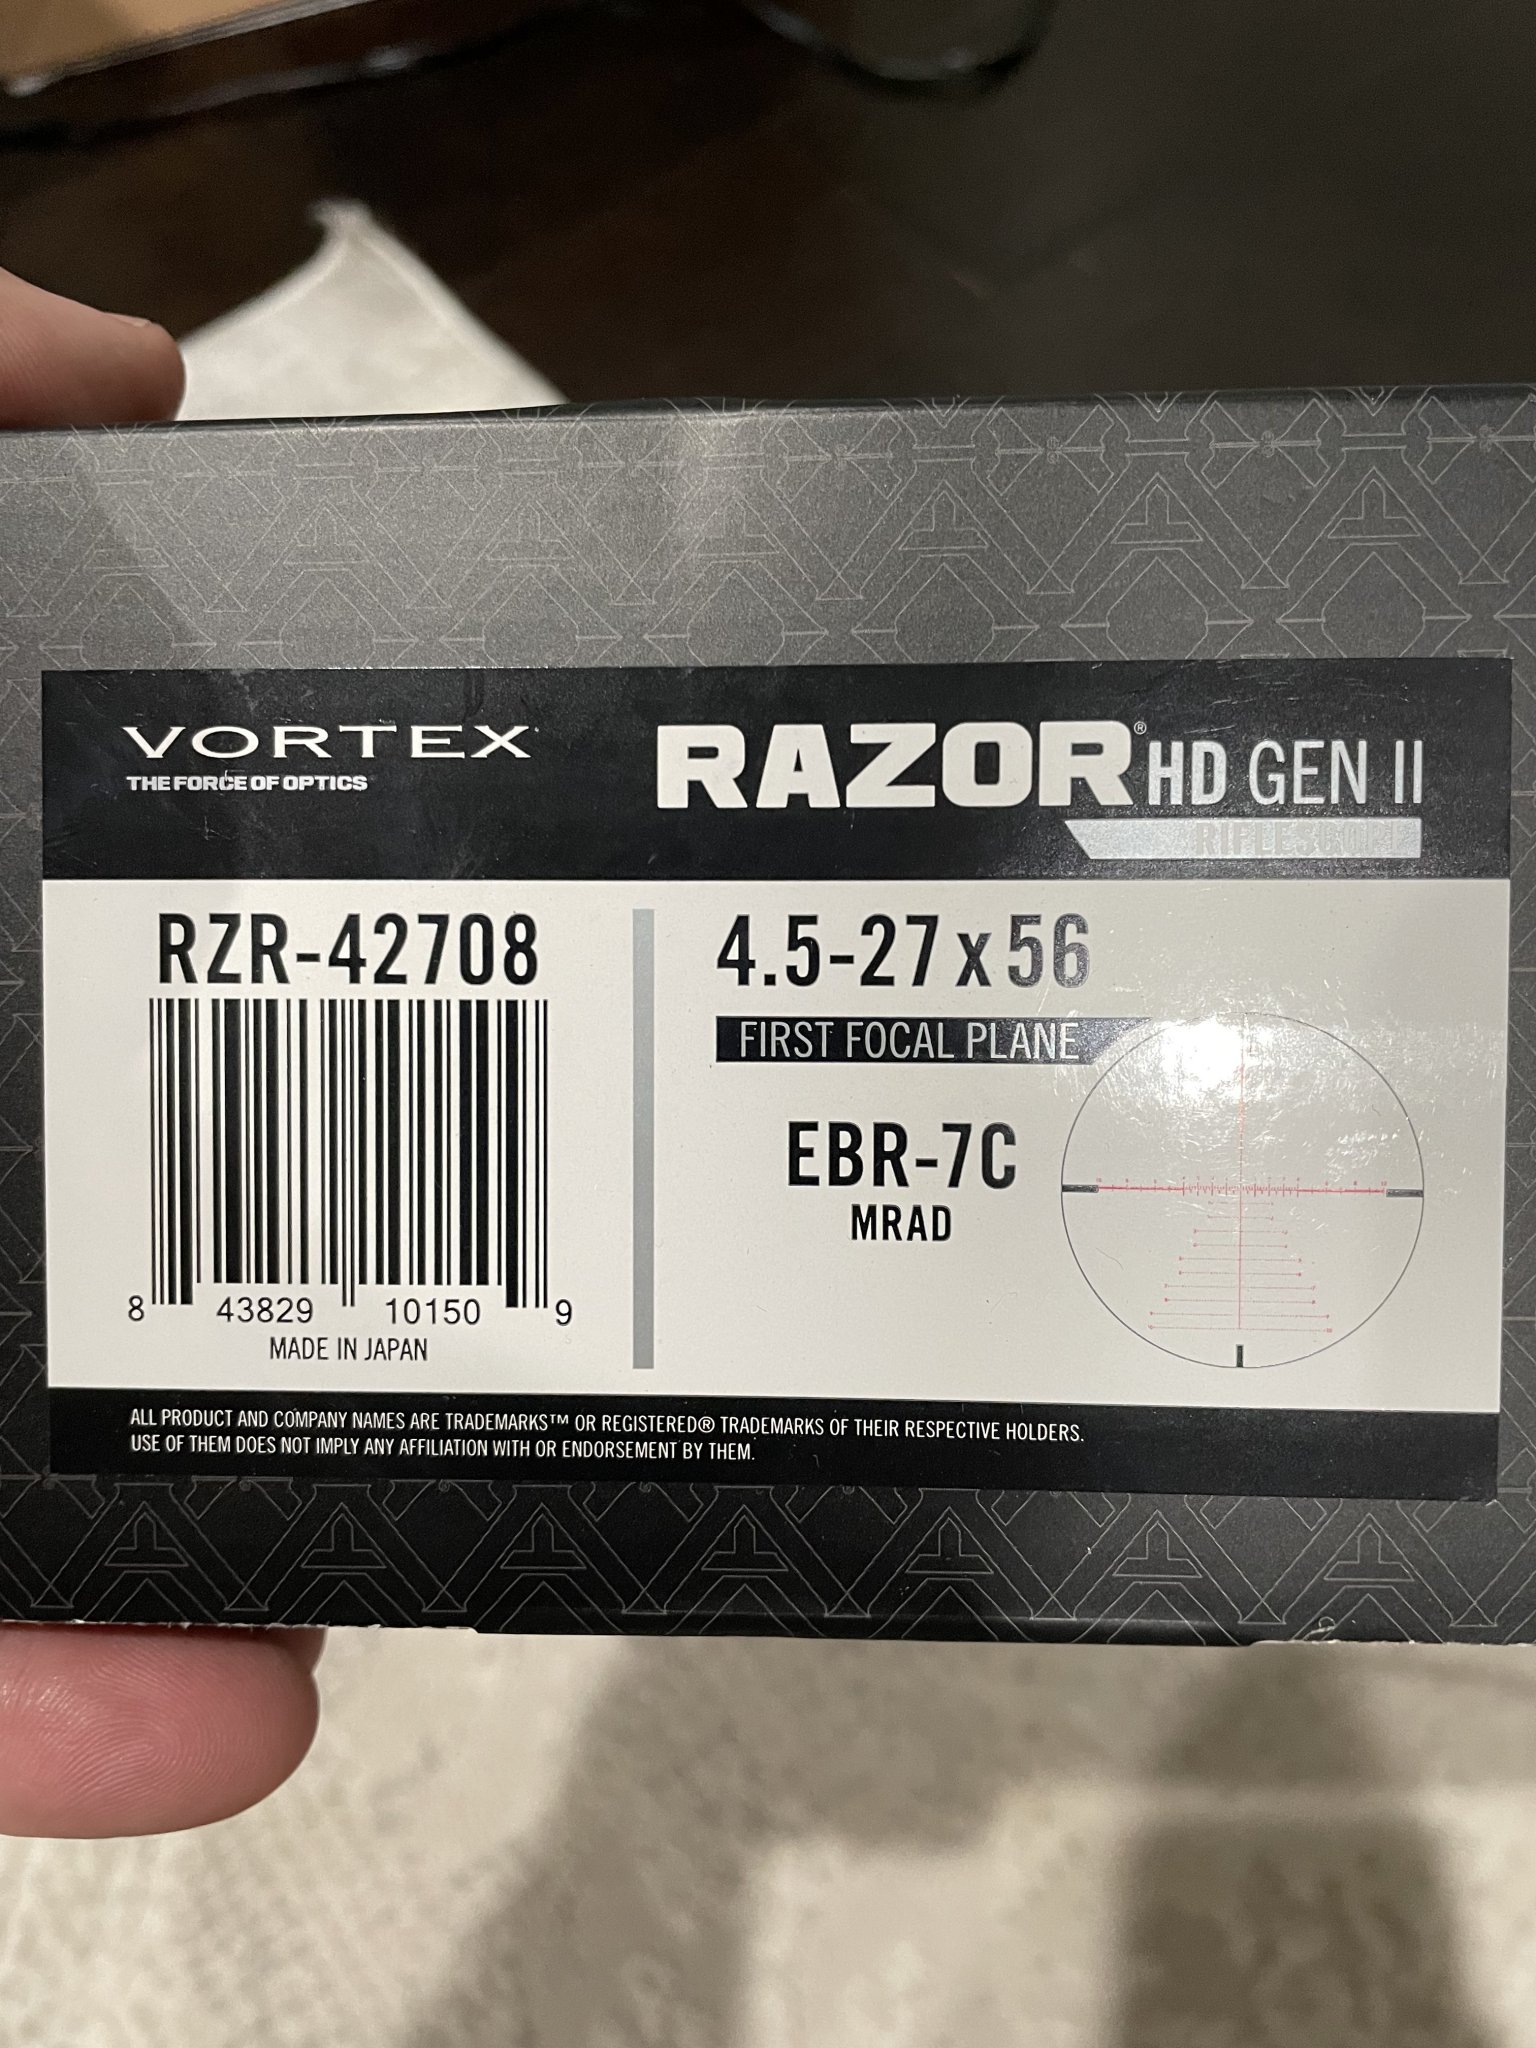 VORTEX
THE FORCE OF OPTICS
RAZOR® HD GEN II
RIFLESCOPE
RZR-42708
8 43829 10150 9
MADE IN JAPAN
4.5-27x56
FIRST FOCAL PLANE
EBR-7C
MRAD
ALL PRODUCT AND COMPANY NAMES ARE TRADEMARKS™ OR REGISTERED® TRADEMARKS OF THEIR RESPECTIVE HOLDERS.
USE OF THEM DOES NOT IMPLY ANY AFFILIATION WITH OR ENDORSEMENT BY THEM.